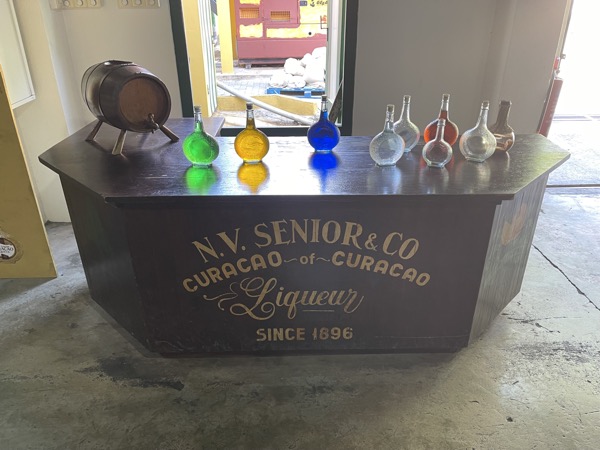 N.V. SENIOR & CO
CURACAO ~ of ~ CURACAO
Liqueur
SINCE 1896